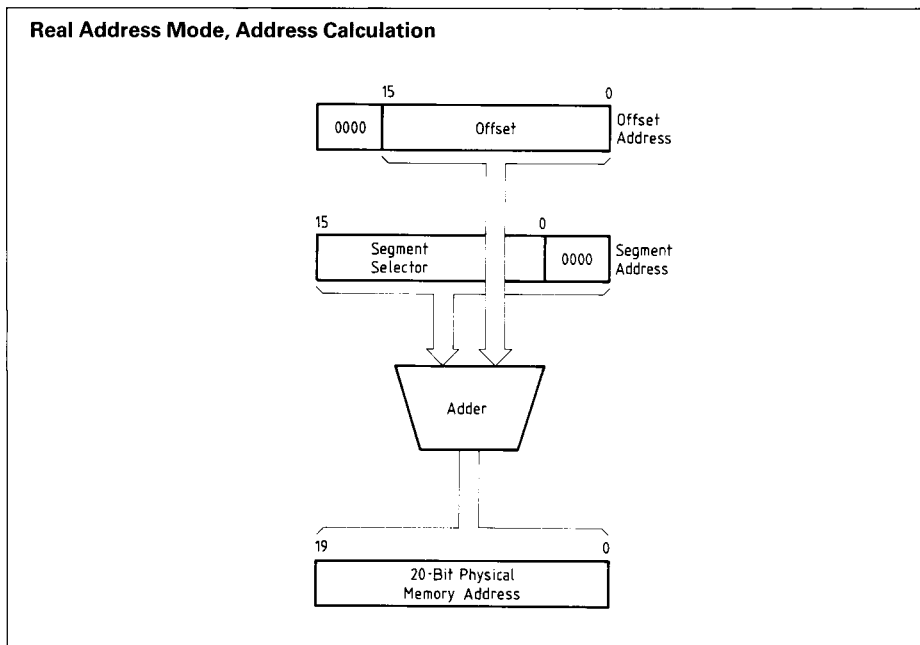 Real Address Mode, Address Calculation
15 0
0000 Offset
Offset
Address
15 0
Segment
Selector
0000
Segment
Address
Adder
19 0
20-Bit Physical
Memory Address